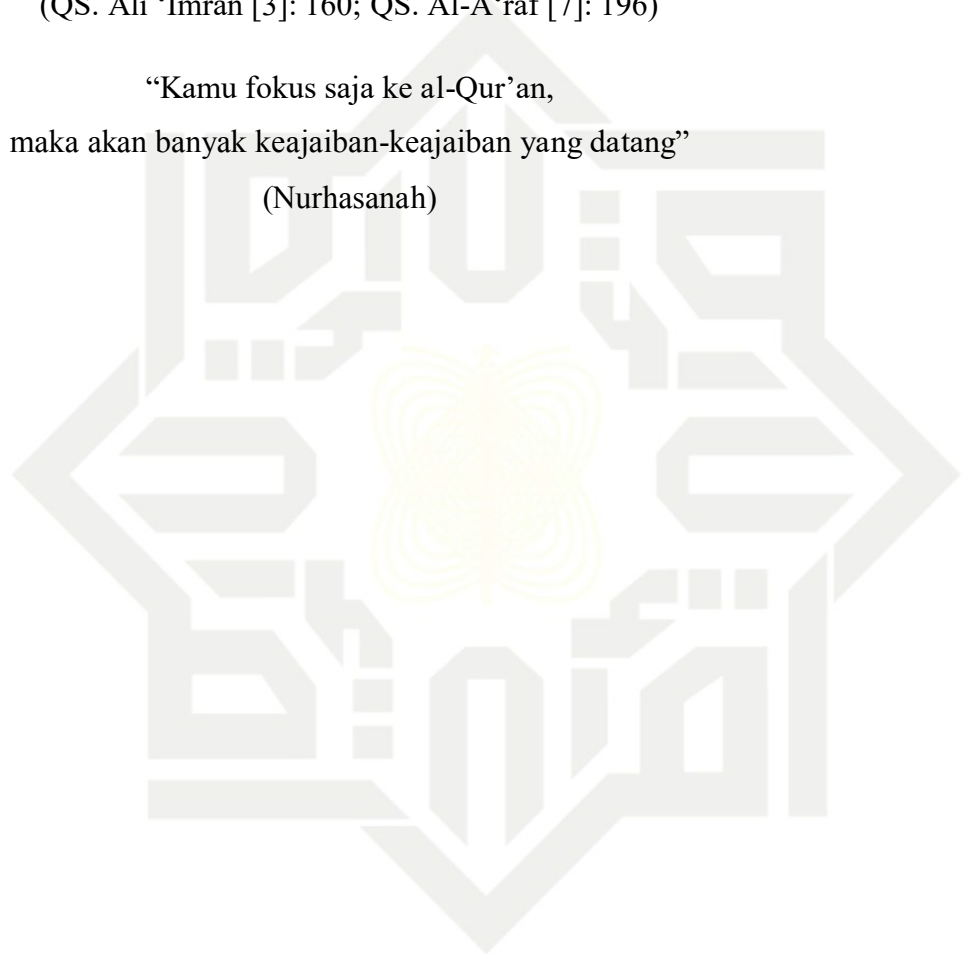 (QS. Ali ‘Imran [3]: 160; QS. Al-A‘raf [7]: 196)
“Kamu fokus saja ke al-Qur’an,
maka akan banyak keajaiban-keajaiban yang datang”
(Nurhasanah)